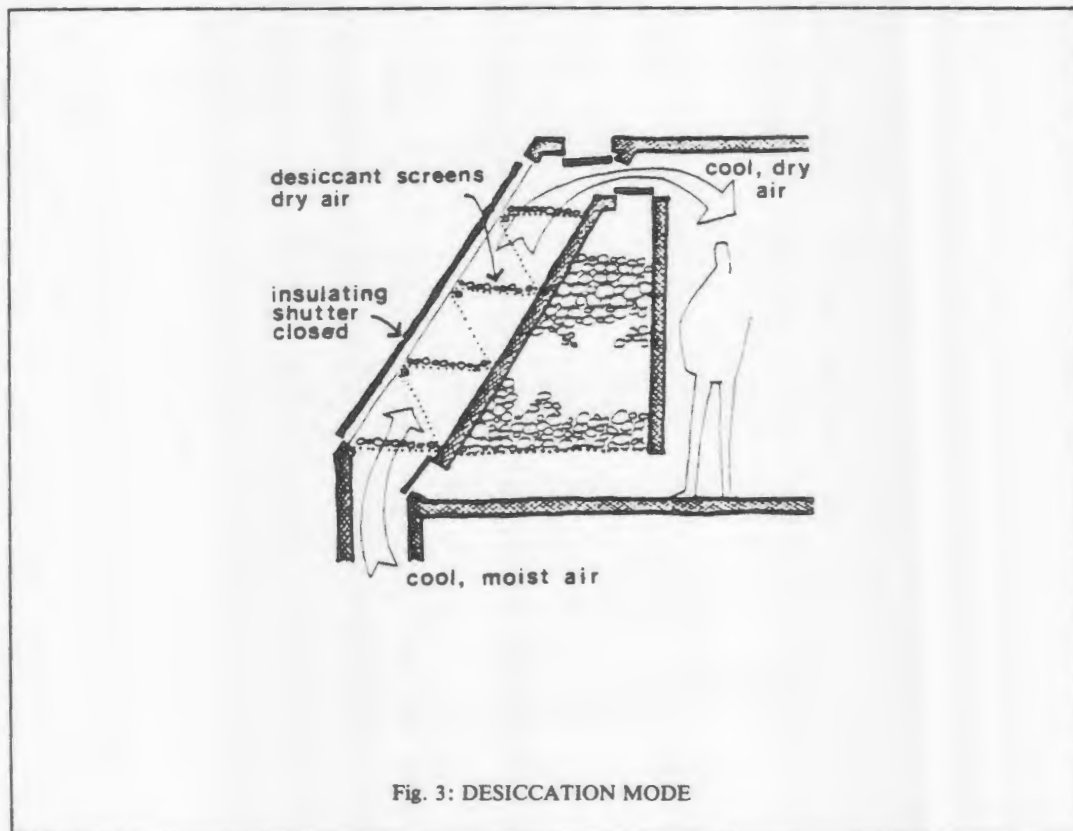 desiccant screens
dry air
cool, dry
air
insulating
shutter
closed
cool, moist air
Fig. 3: DESICCATION MODE